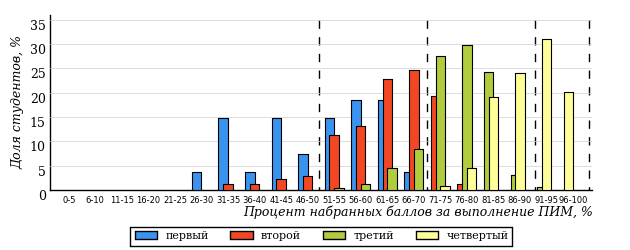 Доля студентов, %
35
30
25
20
15
10
5
0
0-5 6-10 11-15 16-20 21-25 26-30 31-35 36-40 41-45 46-50 51-55 56-60 61-65 66-70 71-75 76-80 81-85 86-90 91-95 96-100
Процент набранных баллов за выполнение ПИМ, %
первый второй третий четвертый